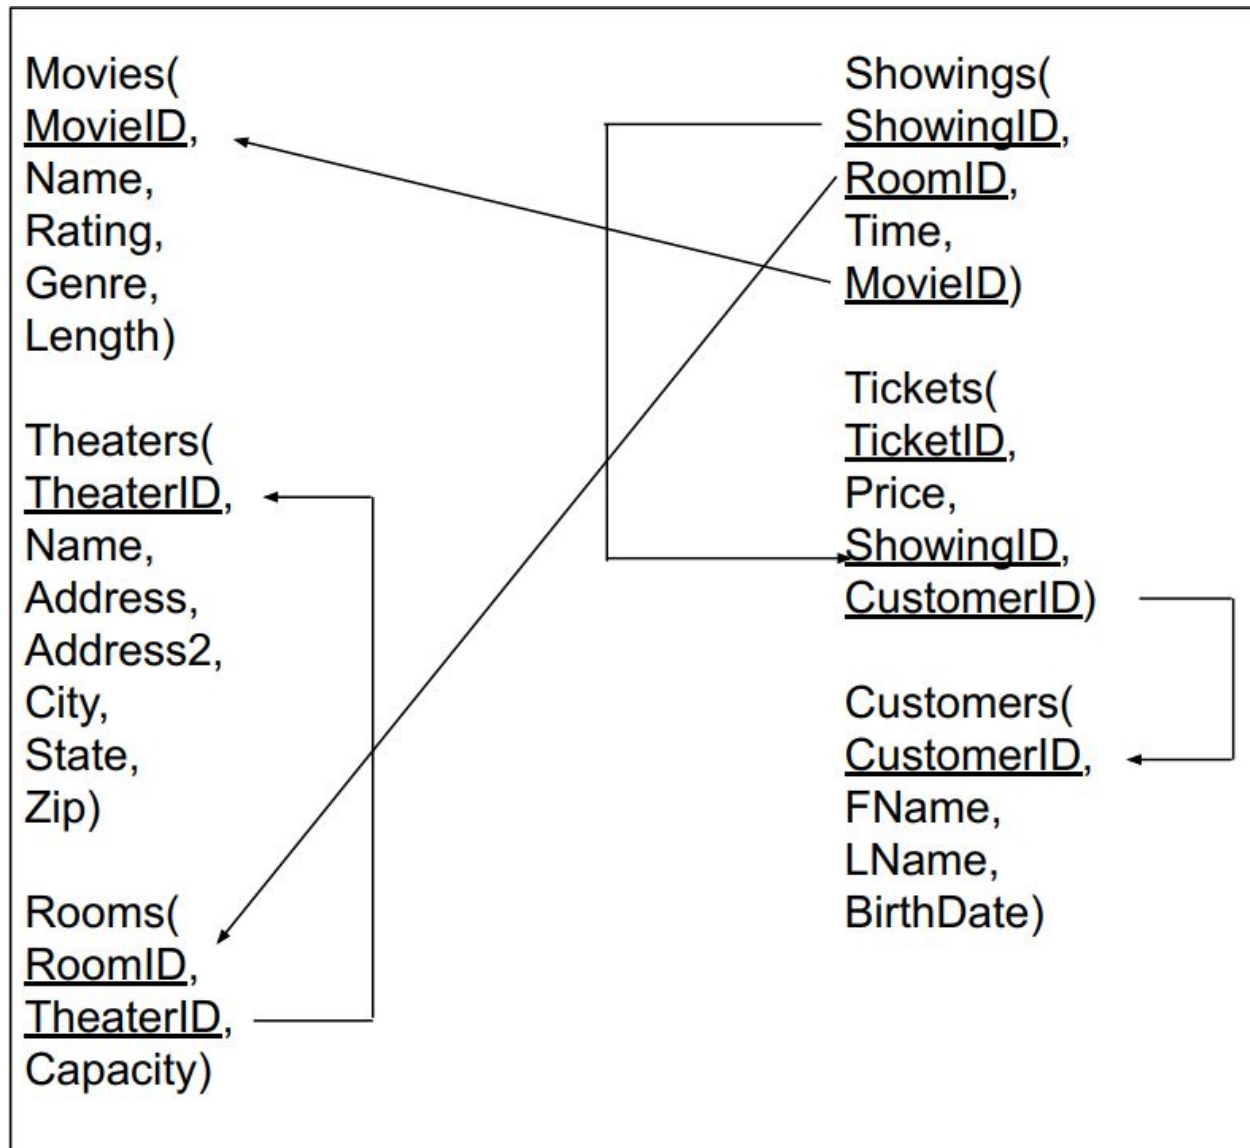 Movies(
MovieID,
Name,
Rating,
Genre,
Length)
Theaters(
TheaterID,
Name,
Address,
Address2,
City,
State,
Zip)
Rooms(
RoomID,
TheaterID,
Capacity)
Showings(
ShowingID,
RoomID,
Time,
MovieID)
Tickets(
TicketID,
Price,
ShowingID,
CustomerID)
Customers(
CustomerID,
FName,
LName,
BirthDate)